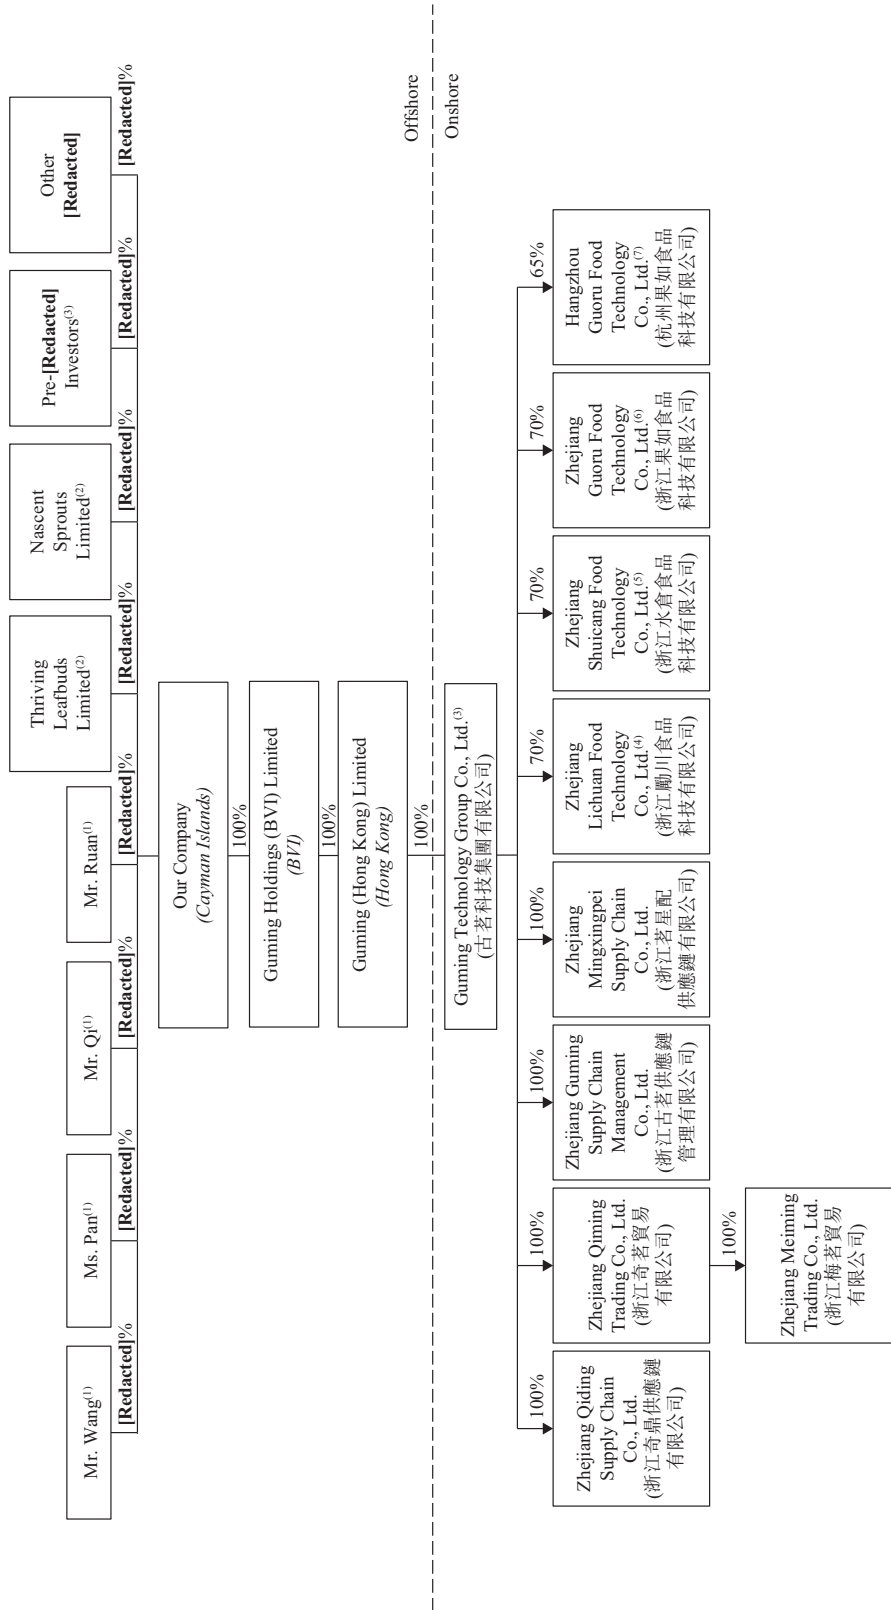 Mr. Wang(1)
Ms. Pan(1)
Mr. Qi(1)
Mr. Ruan(1)
Thriving
Leafbuds
Limited(2)
Nascent
Sprouts
Limited(2)
Pre-[Redacted]
Investors(3)
Other
[Redacted]
[Redacted]%
[Redacted]%
[Redacted]%
[Redacted]%
[Redacted]%
[Redacted]%
[Redacted]%
[Redacted]%
Our Company
(Cayman Islands)
100%
Guming Holdings (BVI) Limited
(BVI)
100%
Guming (Hong Kong) Limited
(Hong Kong)
100%
Offshore
Onshore
Guming Technology Group Co., Ltd.(3)
(古茗科技集團有限公司)
100%
100%
100%
100%
70%
70%
70%
65%
Zhejiang Qiding
Supply Chain
Co., Ltd.
(浙江奇鼎供應鏈
有限公司)
Zhejiang Qiming
Trading Co., Ltd.
(浙江奇茗貿易
有限公司)
Zhejiang Guming
Supply Chain
Management
Co., Ltd.
(浙江古茗供應鏈
管理有限公司)
Zhejiang
Mingxingpei
Supply Chain
Co., Ltd.
(浙江茗星配
供應鏈有限公司)
Zhejiang
Lichuan Food
Technology
Co., Ltd.(4)
(浙江勵川食品
科技有限公司)
Zhejiang
Shuicang Food
Technology
Co., Ltd.(5)
(浙江水倉食品
科技有限公司)
Zhejiang
Guoru Food
Technology
Co., Ltd.(6)
(浙江果如食品
科技有限公司)
Hangzhou
Guoru Food
Technology
Co., Ltd.(7)
(杭州果如食品
科技有限公司)
100%
Zhejiang Meiming
Trading Co., Ltd.
(浙江梅茗貿易
有限公司)